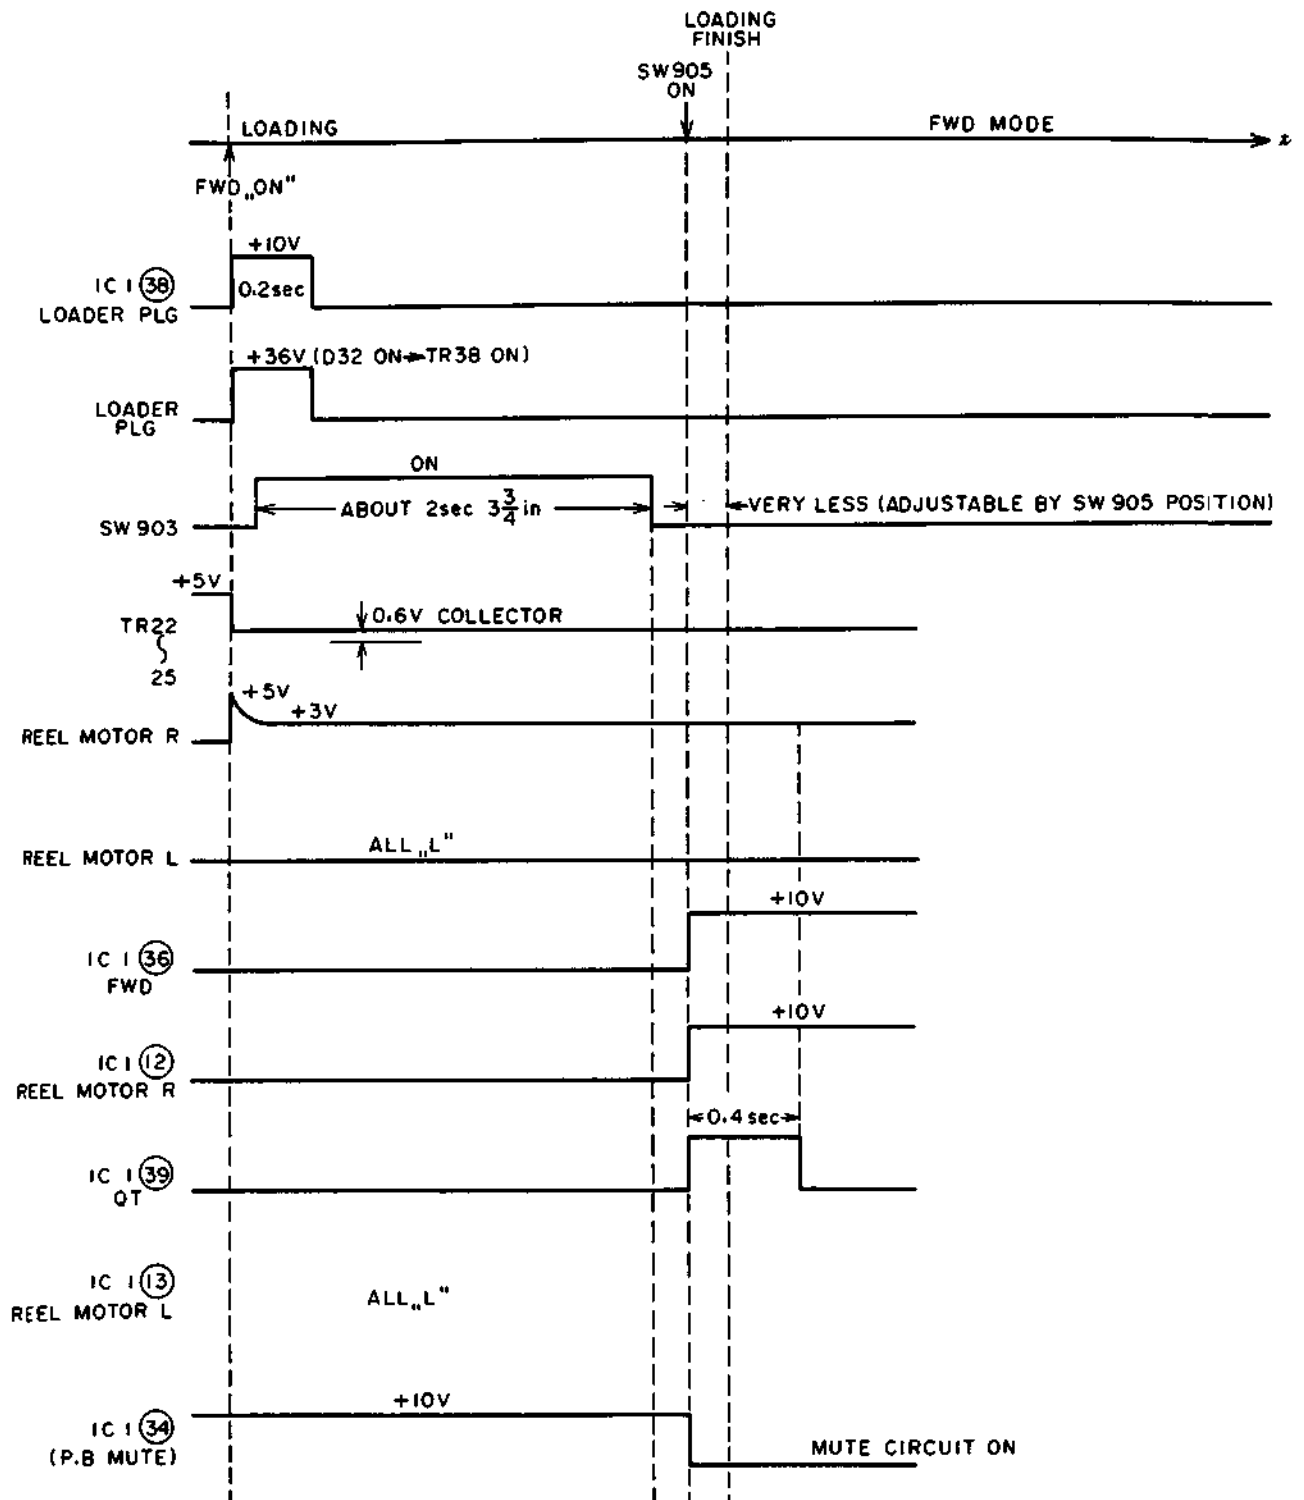 LOADING
FINISH
SW905
ON
LOADING
FWD MODE
t
FWD „ON"
+10V
IC 1 38
0.2sec
LOADER PLG
+36V (D32 ON→TR38 ON)
LOADER
PLG
ON
ABOUT 2sec 3 3/4 in
VERY LESS (ADJUSTABLE BY SW 905 POSITION)
SW 903
+5V
0.6V COLLECTOR
TR22
25
+5V
+3V
REEL MOTOR R
ALL „L"
REEL MOTOR L
+10V
IC 1 36
FWD
+10V
IC 1 12
REEL MOTOR R
0.4 sec
IC 1 39
QT
IC 1 13
REEL MOTOR L
ALL „L"
+10V
IC 1 34
(P.B MUTE)
MUTE CIRCUIT ON